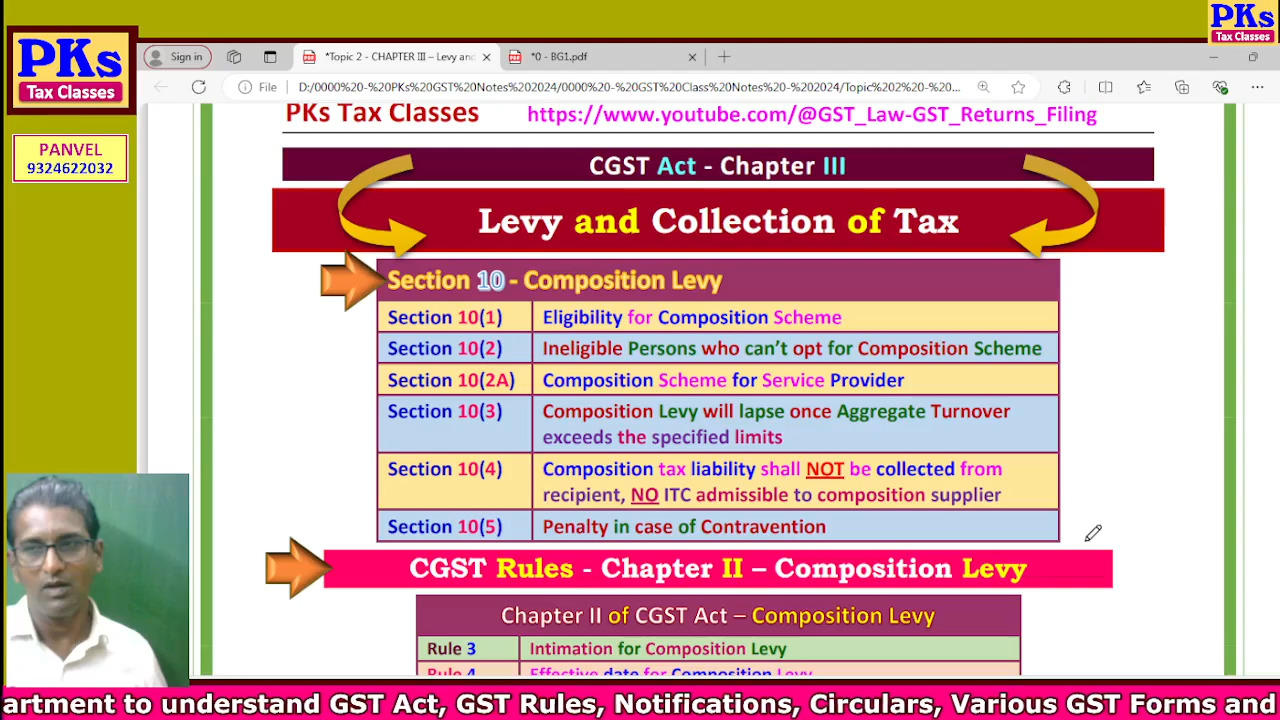 PKs
Tax Classes
PANVEL
9324622032
PKs
Tax Classes
Sign in
*Topic 2 - CHAPTER III – Levy and
*0 - BG1.pdf
File
D:/0000%20-%20PKs%20GST%20Notes%202024/0000%20-%20GST%20Class%20Notes%20-%202024/Topic%202%20-%20...
PKs Tax Classes https://www.youtube.com/@GST_Law-GST_Returns_Filing
CGST Act - Chapter III
Levy and Collection of Tax
Section 10 - Composition Levy
Section 10(1) Eligibility for Composition Scheme
Section 10(2) Ineligible Persons who can’t opt for Composition Scheme
Section 10(2A) Composition Scheme for Service Provider
Section 10(3) Composition Levy will lapse once Aggregate Turnover
exceeds the specified limits
Section 10(4) Composition tax liability shall NOT be collected from
recipient, NO ITC admissible to composition supplier
Section 10(5) Penalty in case of Contravention
CGST Rules - Chapter II – Composition Levy
Chapter II of CGST Act – Composition Levy
Rule 3 Intimation for Composition Levy
Rule 4 Effective date for Composition Levy
artment to understand GST Act, GST Rules, Notifications, Circulars, Various GST Forms and